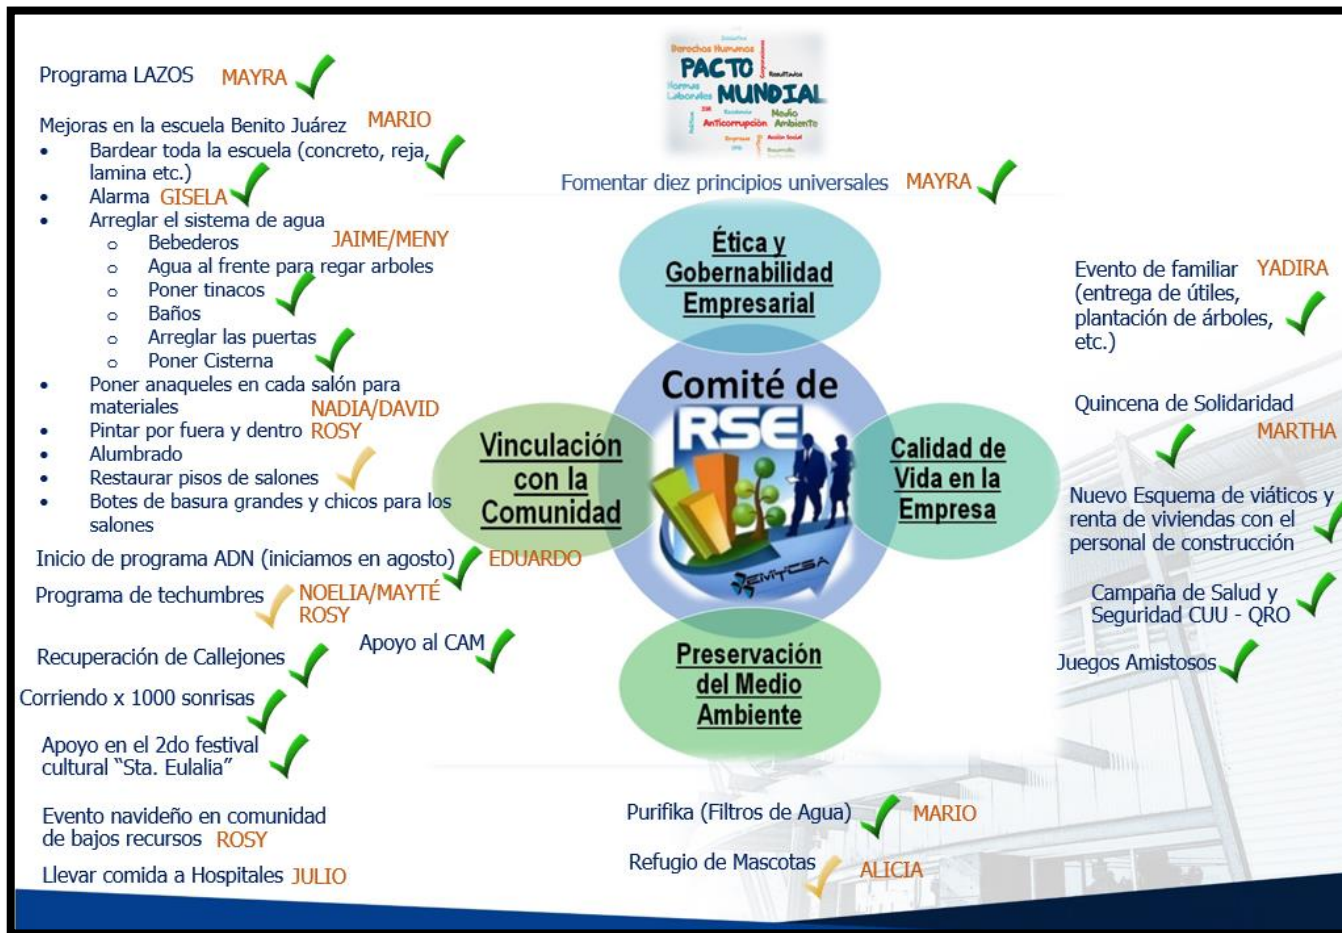 Derechos Humanos
PACTO
Resultados
Normas
Laborales
MUNDIAL
Medio
Anticorrupción Ambiente
Acción Social
Fomentar diez principios universales MAYRA
Programa LAZOS MAYRA
Mejoras en la escuela Benito Juárez MARIO
• Bardear toda la escuela (concreto, reja,
lamina etc.)
• Alarma GISELA
• Arreglar el sistema de agua
o Bebederos JAIME/MENY
o Agua al frente para regar arboles
o Poner tinacos
o Baños
o Arreglar las puertas
o Poner Cisterna
• Poner anaqueles en cada salón para
materiales NADIA/DAVID
• Pintar por fuera y dentro ROSY
• Alumbrado
• Restaurar pisos de salones
• Botes de basura grandes y chicos para los
salones
Inicio de programa ADN (iniciamos en agosto) EDUARDO
Programa de techumbres NOELIA/MAYTÉ
ROSY
Recuperación de Callejones
Apoyo al CAM
Corriendo x 1000 sonrisas
Apoyo en el 2do festival
cultural “Sta. Eulalia”
Evento navideño en comunidad
de bajos recursos ROSY
Llevar comida a Hospitales JULIO
Ética y
Gobernabilidad
Empresarial
Comité de
RSE
EMYCSA
Vinculación
con la
Comunidad
Calidad de
Vida en la
Empresa
Preservación
del Medio
Ambiente
Purifika (Filtros de Agua) MARIO
Refugio de Mascotas ALICIA
Evento de familiar YADIRA
(entrega de útiles,
plantación de árboles,
etc.)
Quincena de Solidaridad
MARTHA
Nuevo Esquema de viáticos y
renta de viviendas con el
personal de construcción
Campaña de Salud y
Seguridad CUU - QRO
Juegos Amistosos